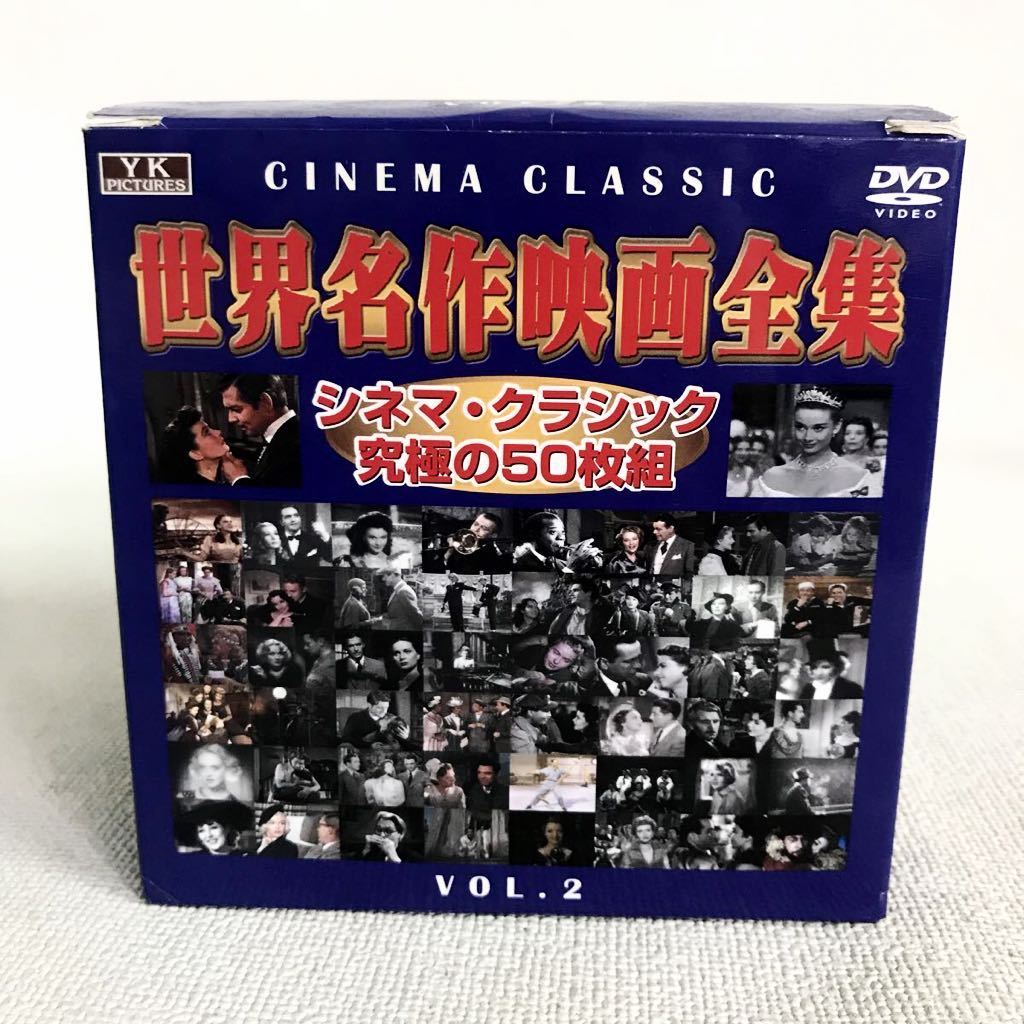 YK
PICTURES
CINEMA CLASSIC
DVD
VIDEO
世界名作映画全集
シネマ・クラシック
究極の50枚組
VOL.2